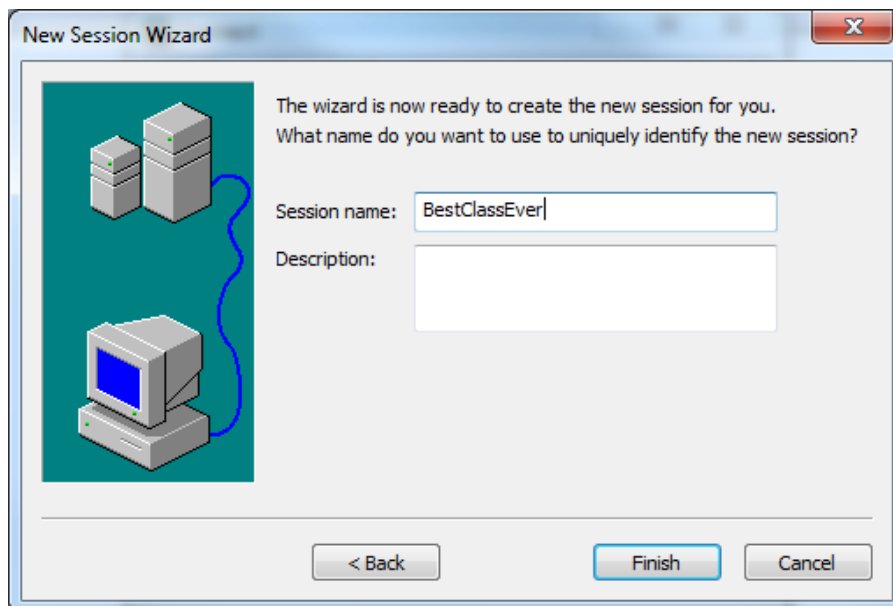 New Session Wizard
The wizard is now ready to create the new session for you.
What name do you want to use to uniquely identify the new session?
Session name: BestClassEver
Description:
< Back Finish Cancel